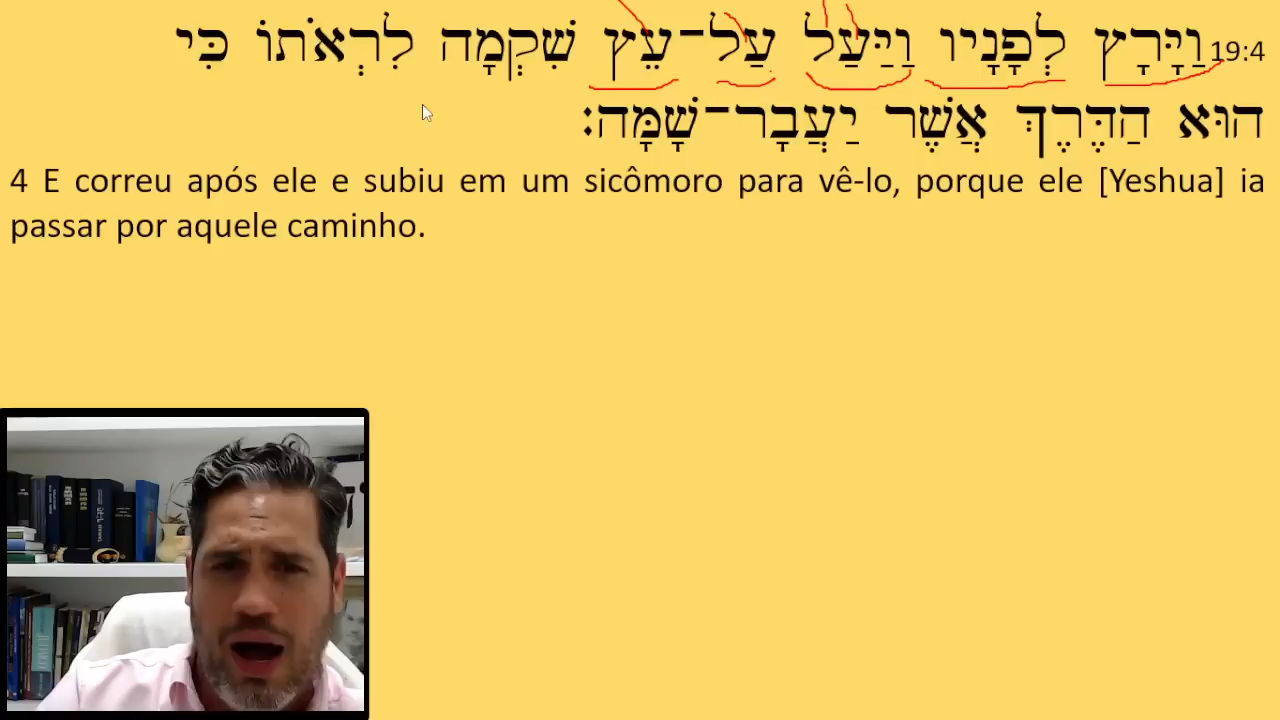 19:4 וַיָּרָץ לְפָנָיו וַיַּעַל עַל־עֵץ שִׁקְמָה לִרְאֹתוֹ כִּי
הוּא הַדֶּרֶךְ אֲשֶׁר יַעֲבָר־שָׁמָּה׃
4 E correu após ele e subiu em um sicômoro para vê-lo, porque ele [Yeshua] ia
passar por aquele caminho.